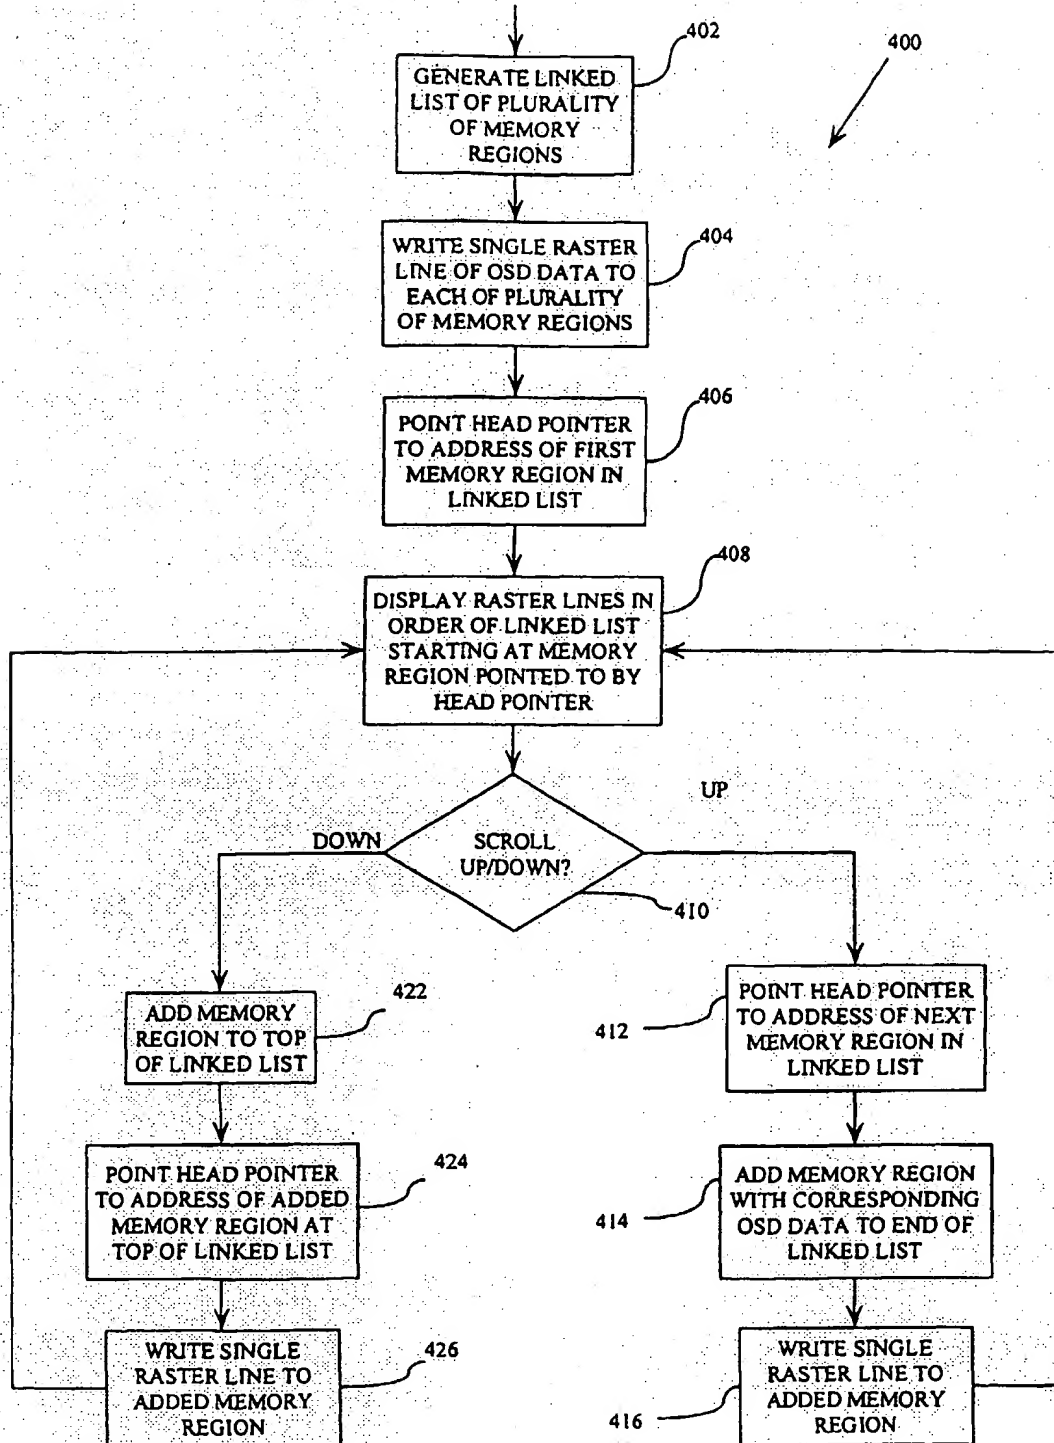 402
400
GENERATE LINKED
LIST OF PLURALITY
OF MEMORY
REGIONS
404
WRITE SINGLE RASTER
LINE OF OSD DATA TO
EACH OF PLURALITY
OF MEMORY REGIONS
406
POINT HEAD POINTER
TO ADDRESS OF FIRST
MEMORY REGION IN
LINKED LIST
408
DISPLAY RASTER LINES IN
ORDER OF LINKED LIST
STARTING AT MEMORY
REGION POINTED TO BY
HEAD POINTER
UP
DOWN
SCROLL
UP/DOWN?
410
422
ADD MEMORY
REGION TO TOP
OF LINKED LIST
412
POINT HEAD POINTER
TO ADDRESS OF NEXT
MEMORY REGION IN
LINKED LIST
424
POINT HEAD POINTER
TO ADDRESS OF ADDED
MEMORY REGION AT
TOP OF LINKED LIST
414
ADD MEMORY REGION
WITH CORRESPONDING
OSD DATA TO END OF
LINKED LIST
426
WRITE SINGLE
RASTER LINE TO
ADDED MEMORY
REGION
416
WRITE SINGLE
RASTER LINE TO
ADDED MEMORY
REGION